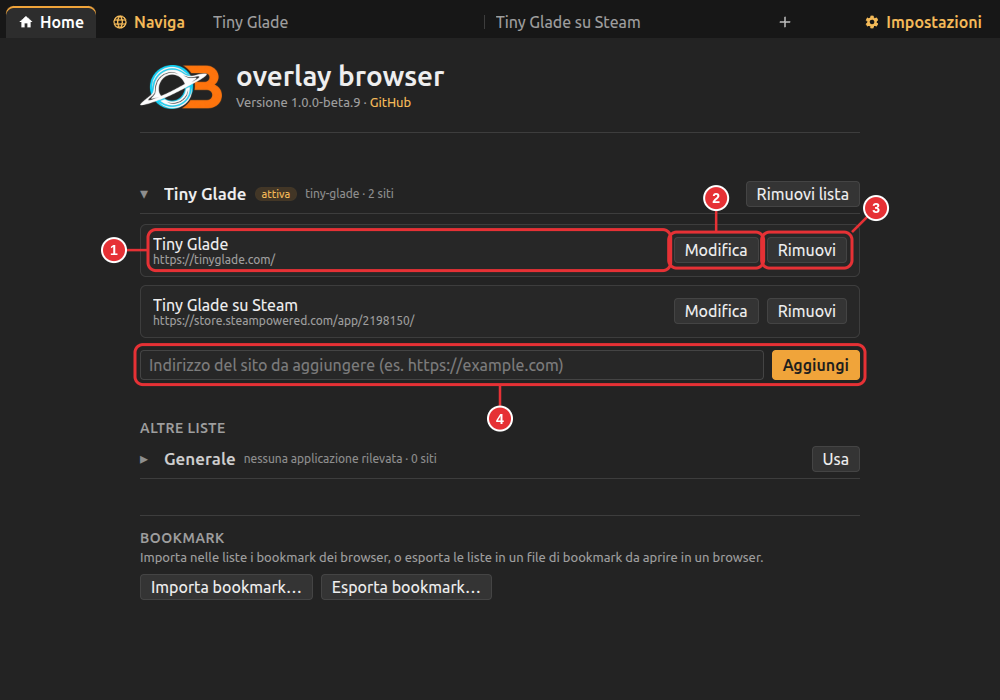 Home Naviga Tiny Glade Tiny Glade su Steam + Impostazioni
OB overlay browser
Versione 1.0.0-beta.9 · GitHub
Tiny Glade attiva tiny-glade · 2 siti Rimuovi lista
2
3
1
Tiny Glade
https://tinyglade.com/
Modifica Rimuovi
Tiny Glade su Steam
https://store.steampowered.com/app/2198150/
Modifica Rimuovi
Indirizzo del sito da aggiungere (es. https://example.com) Aggiungi
4
ALTRE LISTE
Generale nessuna applicazione rilevata · 0 siti Usa
BOOKMARK
Importa nelle liste i bookmark dei browser, o esporta le liste in un file di bookmark da aprire in un browser.
Importa bookmark... Esporta bookmark...